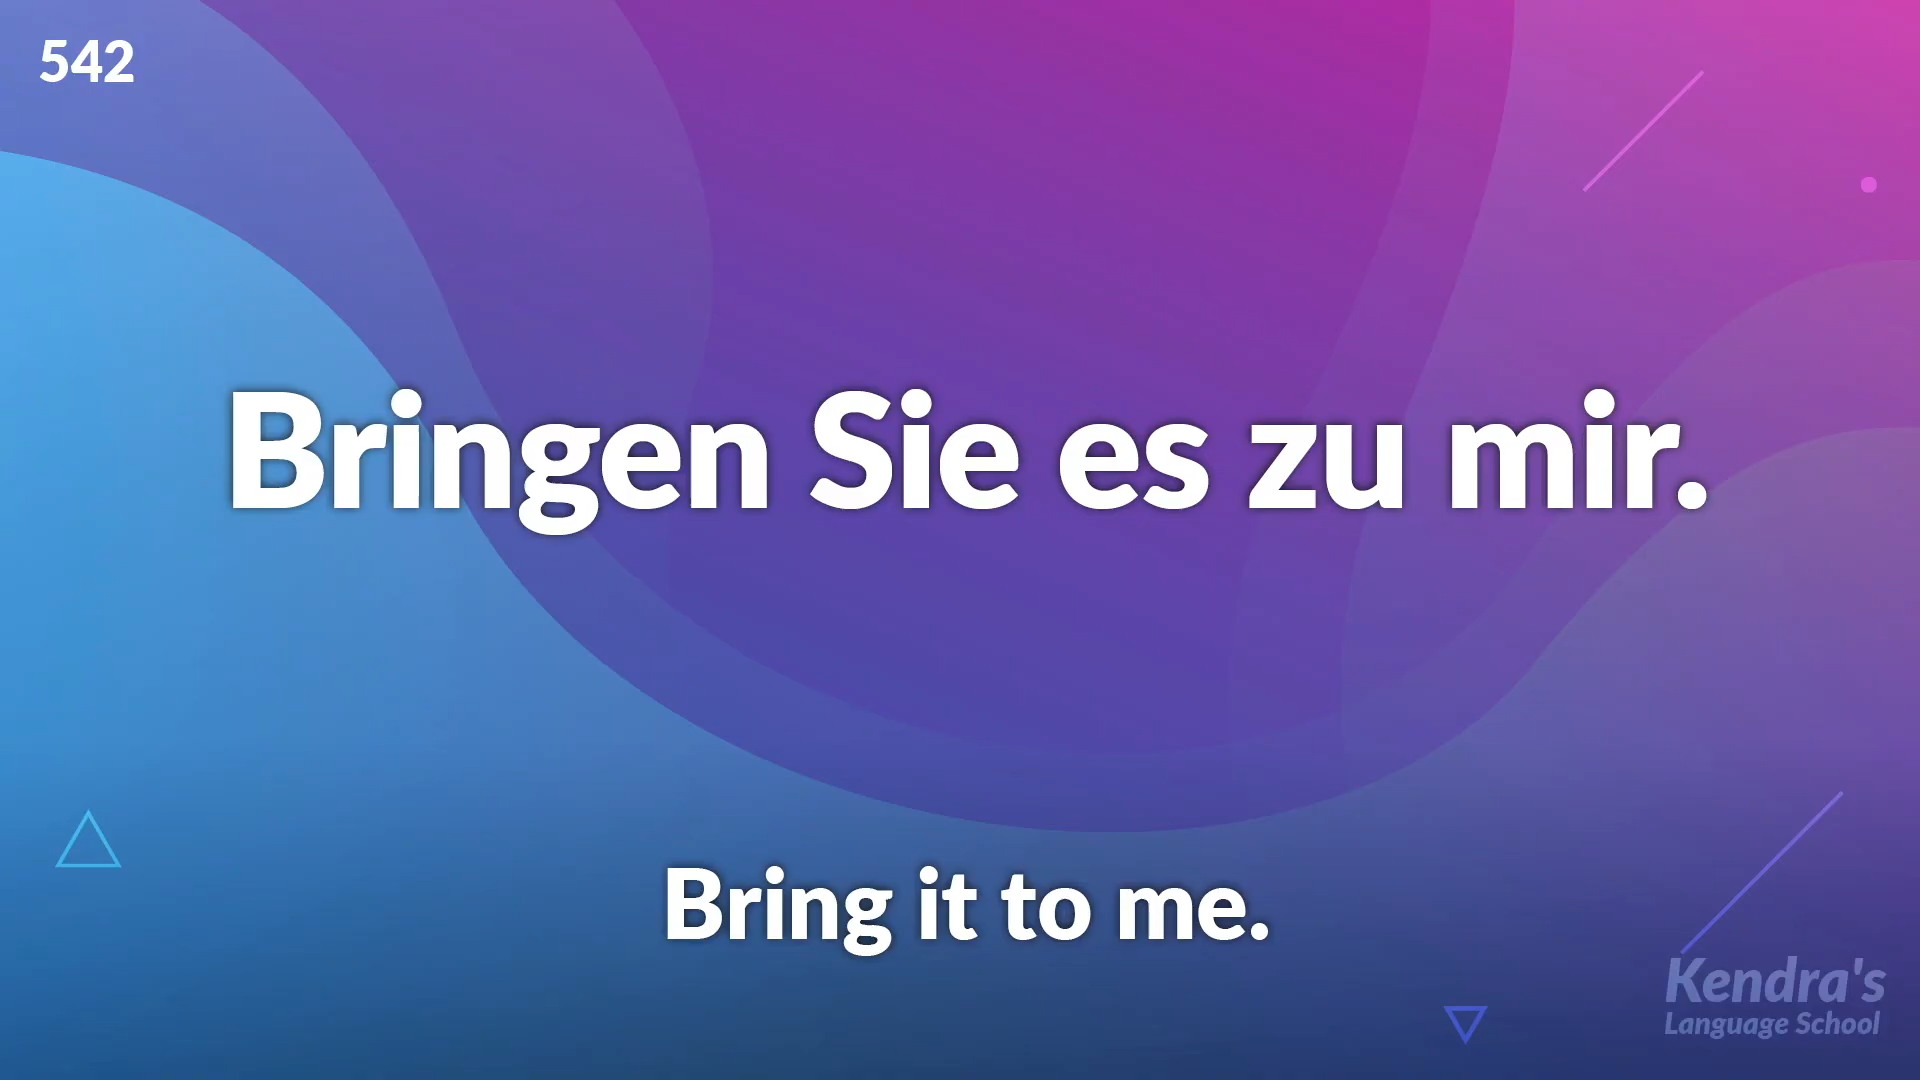 542
Bringen Sie es zu mir.
Bring it to me.
Kendra's
Language School